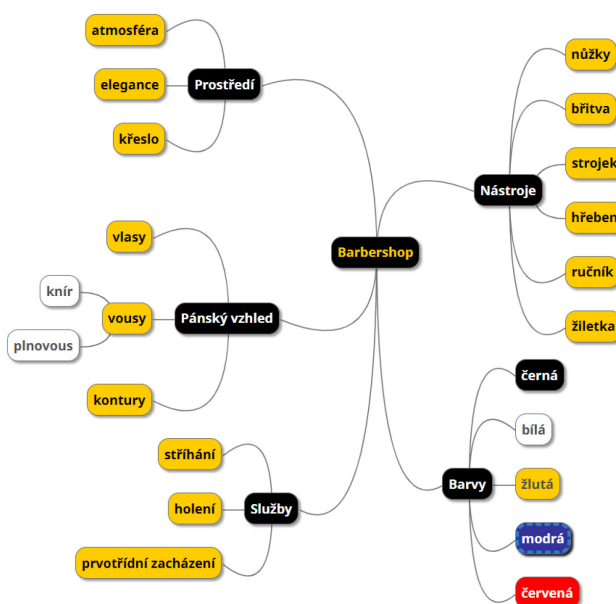 atmosféra
elegance
Prostředí
křeslo
vlasy
knír
vousy
Pánský vzhled
plnovous
kontury
stříhání
holení
Služby
prvotřídní zacházení
Barbershop
nůžky
břitva
strojek
Nástroje
hřeben
ručník
žiletka
černá
bílá
Barvy
žlutá
modrá
červená